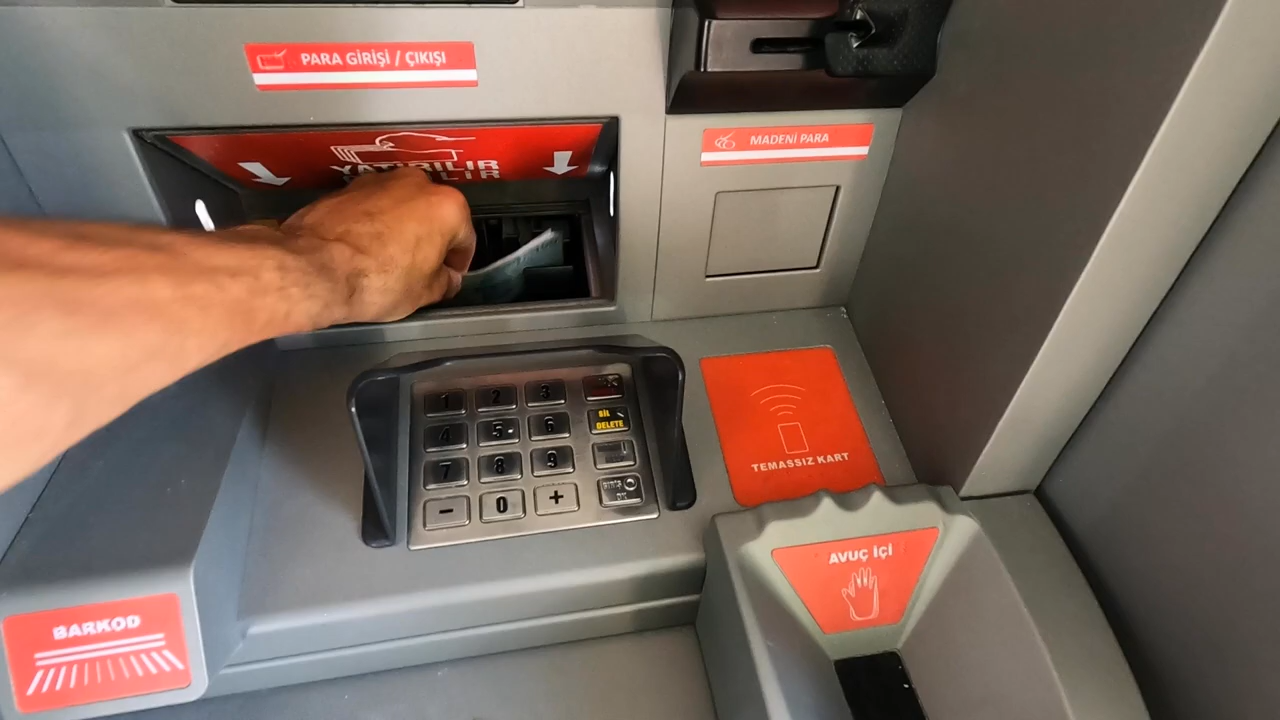 PARA GİRİŞİ / ÇIKIŞI
MADENİ PARA
1 2 3
SİL
DELETE
4 5 6
7 8 9
- 0 +
OK
TEMASSIZ KART
AVUÇ İÇİ
BARKOD